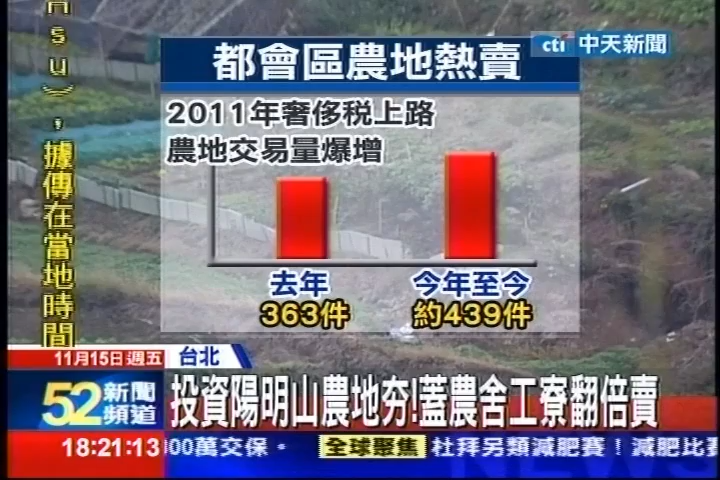 cti 中天新聞
都會區農地熱賣
2011年奢侈稅上路
農地交易量爆增
去年
363件
今年至今
約439件
nsu），據傳在當地時間
11月15日週五
台北
52 新聞頻道
投資陽明山農地夯!蓋農舍工寮翻倍賣
18:21:13
00萬交保。 全球聚焦 杜拜另類減肥賽！減肥比賽
NEWS